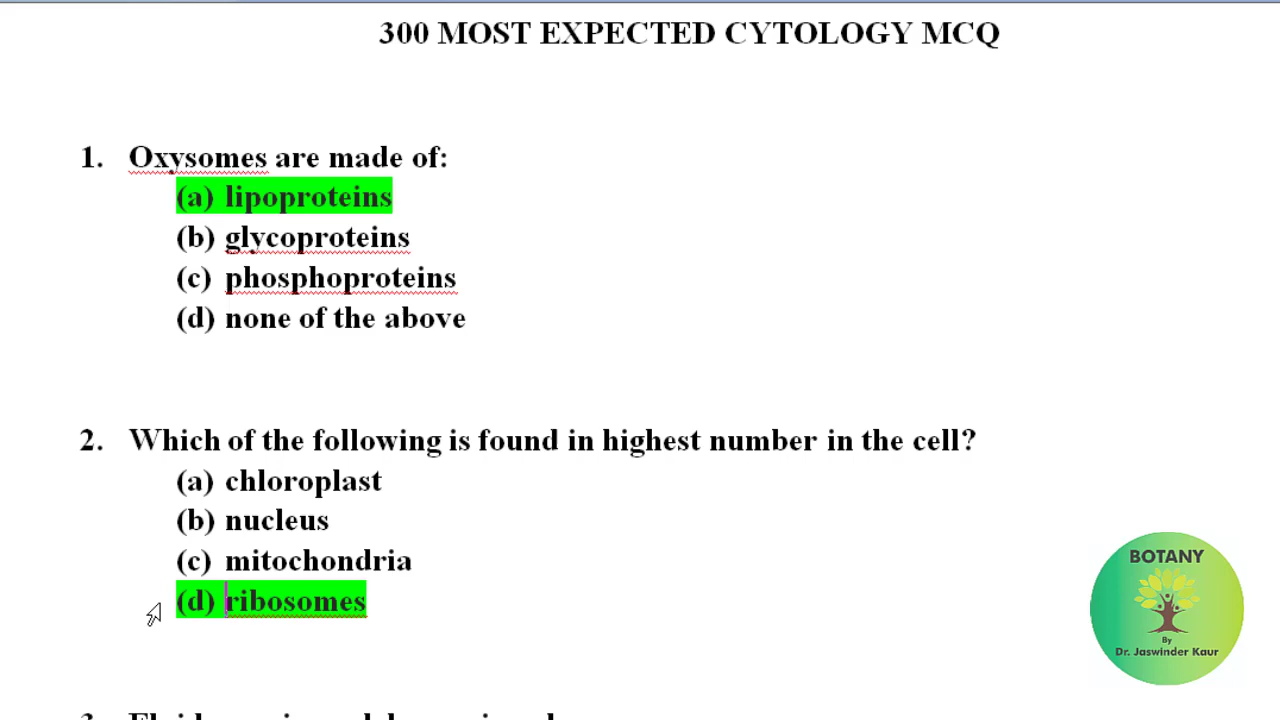 300 MOST EXPECTED CYTOLOGY MCQ
1. Oxysomes are made of:
(a) lipoproteins
(b) glycoproteins
(c) phosphoproteins
(d) none of the above
2. Which of the following is found in highest number in the cell?
(a) chloroplast
(b) nucleus
(c) mitochondria
(d) ribosomes
BOTANY
By
Dr. Jaswinder Kaur